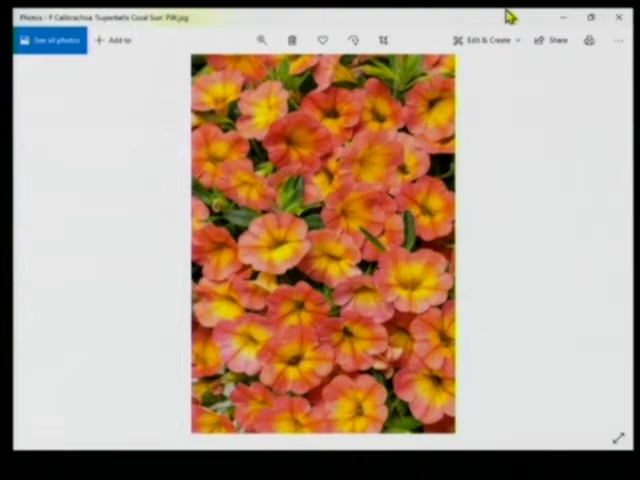 Photos - F Calibrachoa 'Superbells Coral Sun' PW.jpg
See all photos
Add to
Edit & Create
Share